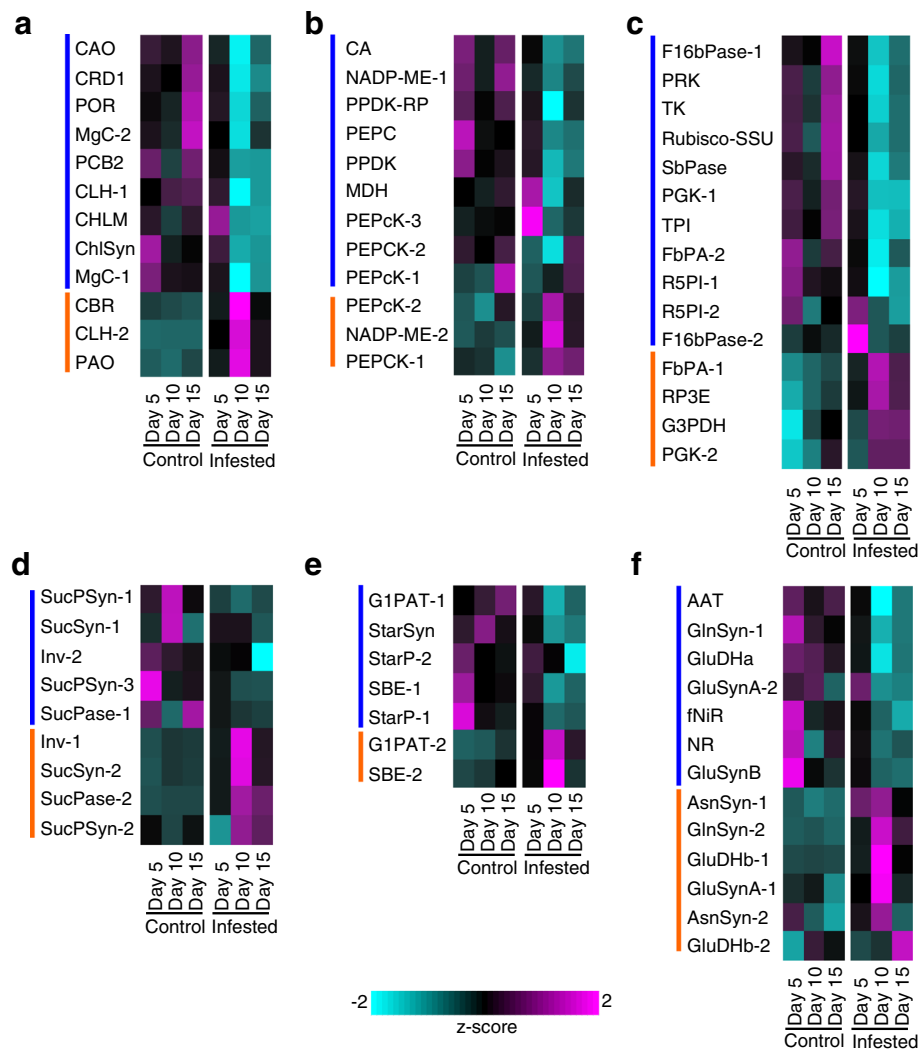 a
CAO
CRD1
POR
MgC-2
PCB2
CLH-1
CHLM
ChlSyn
MgC-1
CBR
CLH-2
PAO
Day 5
Day 10
Day 15
Day 5
Day 10
Day 15
Control
Infested
b
CA
NADP-ME-1
PPDK-RP
PEPC
PPDK
MDH
PEPcK-3
PEPCK-2
PEPcK-1
PEPcK-2
NADP-ME-2
PEPCK-1
Day 5
Day 10
Day 15
Day 5
Day 10
Day 15
Control
Infested
c
F16bPase-1
PRK
TK
Rubisco-SSU
SbPase
PGK-1
TPI
FbPA-2
R5PI-1
R5PI-2
F16bPase-2
FbPA-1
RP3E
G3PDH
PGK-2
Day 5
Day 10
Day 15
Day 5
Day 10
Day 15
Control
Infested
d
SucPSyn-1
SucSyn-1
Inv-2
SucPSyn-3
SucPase-1
Inv-1
SucSyn-2
SucPase-2
SucPSyn-2
Day 5
Day 10
Day 15
Day 5
Day 10
Day 15
Control
Infested
e
G1PAT-1
StarSyn
StarP-2
SBE-1
StarP-1
G1PAT-2
SBE-2
Day 5
Day 10
Day 15
Day 5
Day 10
Day 15
Control
Infested
f
AAT
GlnSyn-1
GluDHa
GluSynA-2
fNiR
NR
GluSynB
AsnSyn-1
GlnSyn-2
GluDHb-1
GluSynA-1
AsnSyn-2
GluDHb-2
Day 5
Day 10
Day 15
Day 5
Day 10
Day 15
Control
Infested
-2
2
z-score